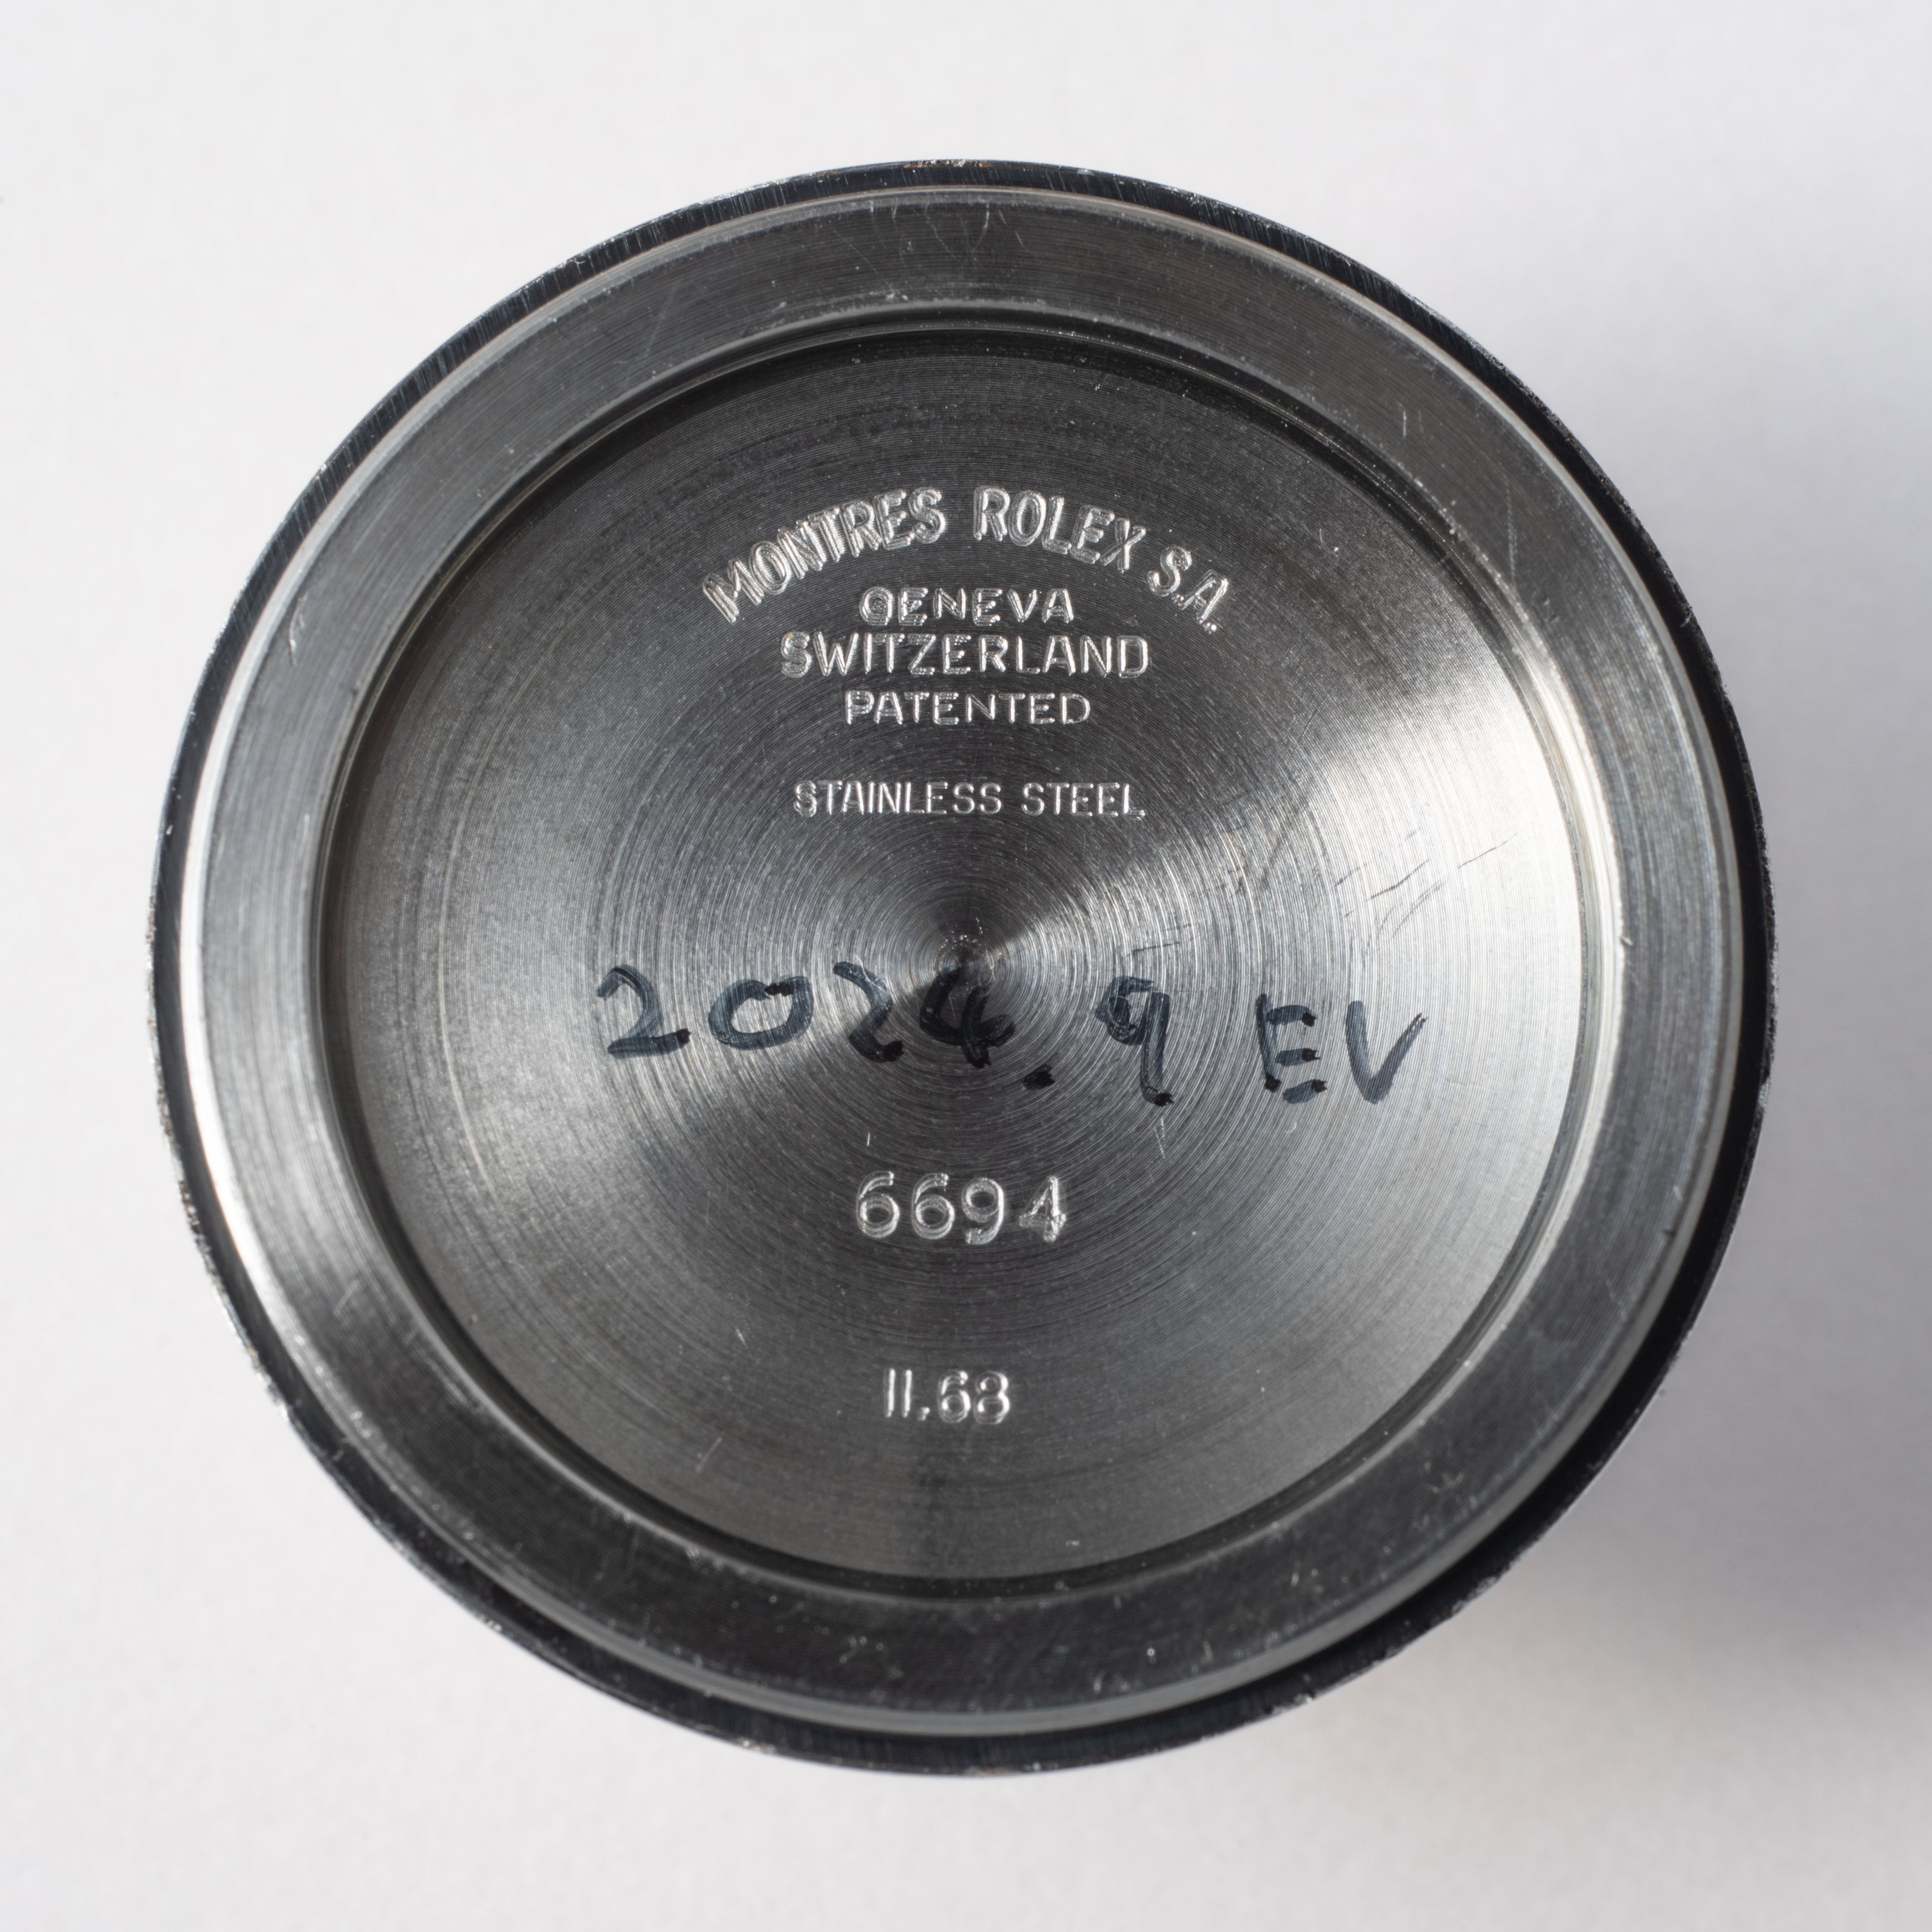 MONTRES ROLEX S.A.
GENEVA
SWITZERLAND
PATENTED
STAINLESS STEEL
2024.9 EV
6694
II.68